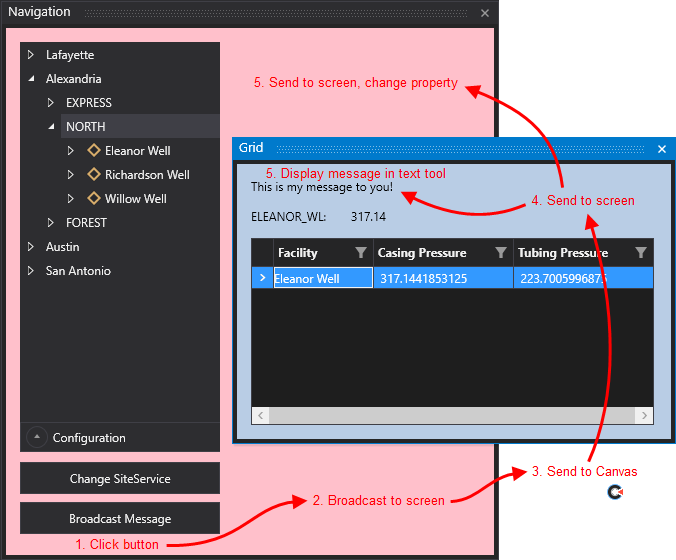 Navigation
Lafayette
Alexandria
EXPRESS
NORTH
Eleanor Well
Richardson Well
Willow Well
FOREST
Austin
San Antonio
Configuration
Change SiteService
Broadcast Message
1. Click button
2. Broadcast to screen
3. Send to Canvas
5. Send to screen, change property
Grid
5. Display message in text tool
This is my message to you!
4. Send to screen
ELEANOR_WL: 317.14
Facility Casing Pressure Tubing Pressure
Eleanor Well 317.1441853125 223.7005996875